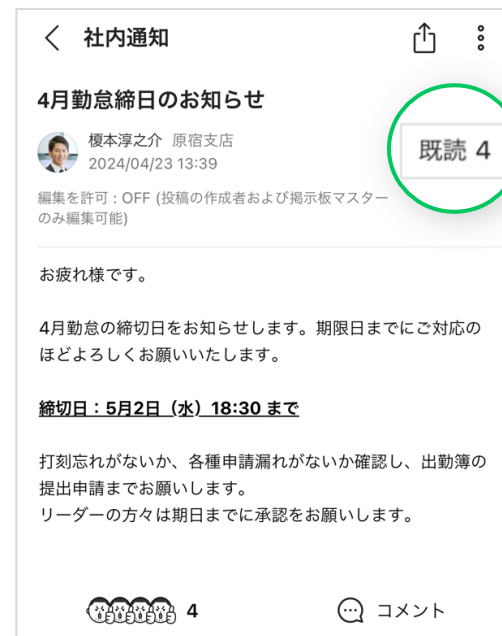 社内通知
4月勤怠締日のお知らせ
榎本淳之介 原宿支店
2024/04/23 13:39
既読 4
編集を許可 : OFF (投稿の作成者および掲示板マスター
のみ編集可能)
お疲れ様です。
4月勤怠の締切日をお知らせします。期限日までにご対応の
ほどよろしくお願いいたします。
締切日：5月2日（水）18:30 まで
打刻忘れがないか、各種申請漏れがないか確認し、出勤簿の
提出申請までお願いします。
リーダーの方々は期日までに承認をお願いします。
4
コメント